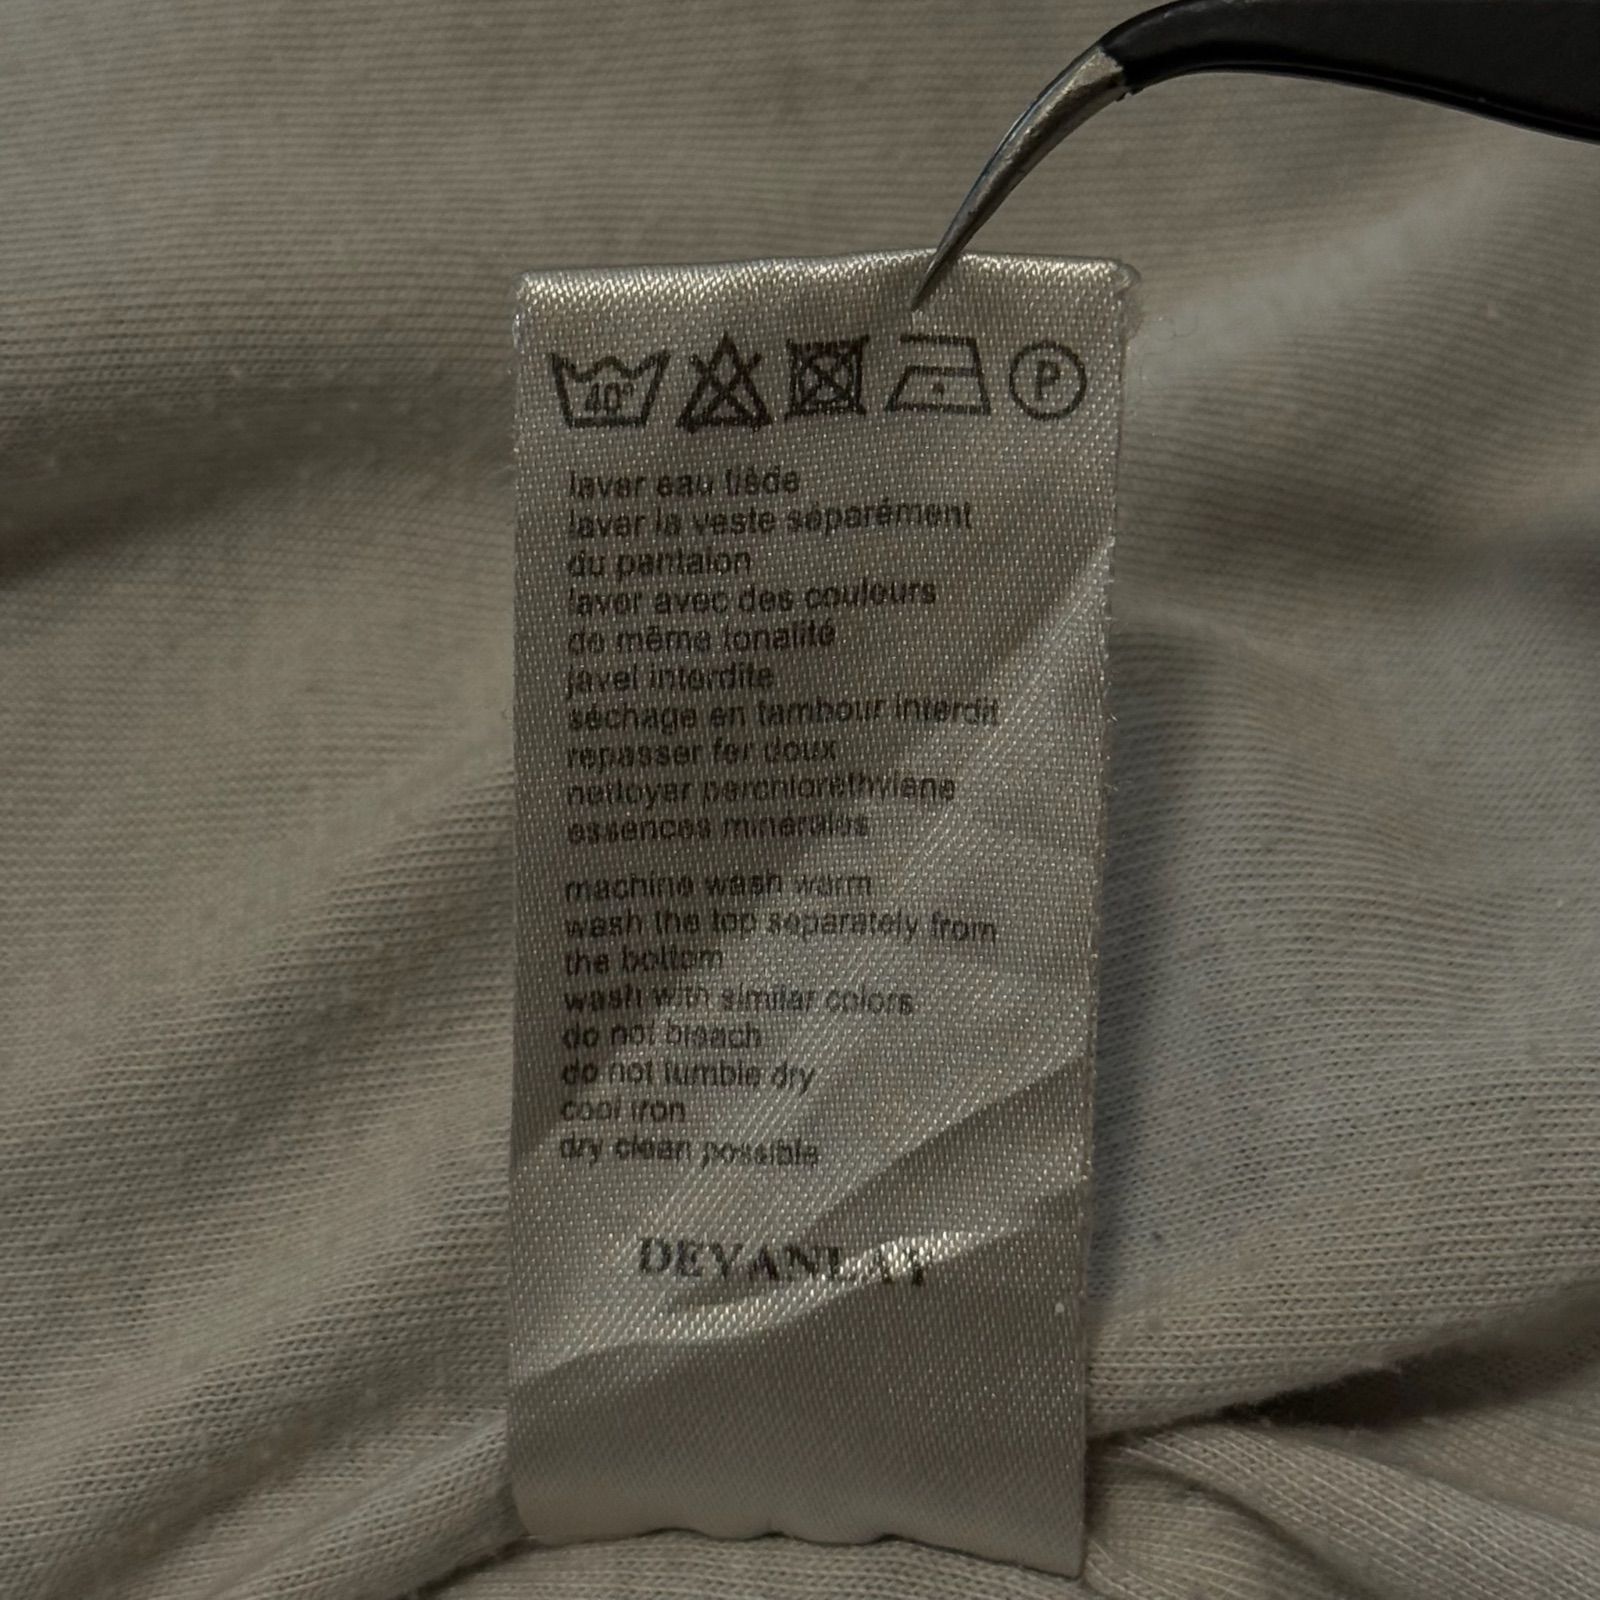 40°
P
laver eau tiède
laver la veste séparément
du pantalon
laver avec des couleurs
de même tonalité
javel interdite
séchage en tambour interdit
repasser fer doux
nettoyer perchlorethylene
essences minérales
machine wash warm
wash the top separately from
the bottom
wash with similar colors
do not bleach
do not tumble dry
cool iron
dry clean possible
DEVANLAY